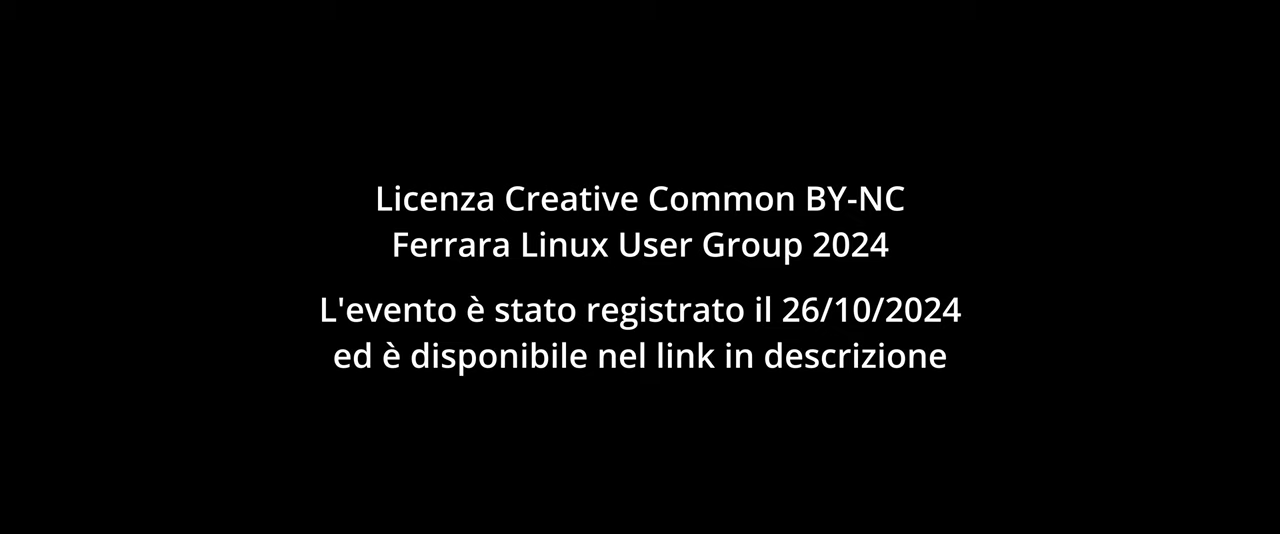 Licenza Creative Common BY-NC
Ferrara Linux User Group 2024
L'evento è stato registrato il 26/10/2024
ed è disponibile nel link in descrizione